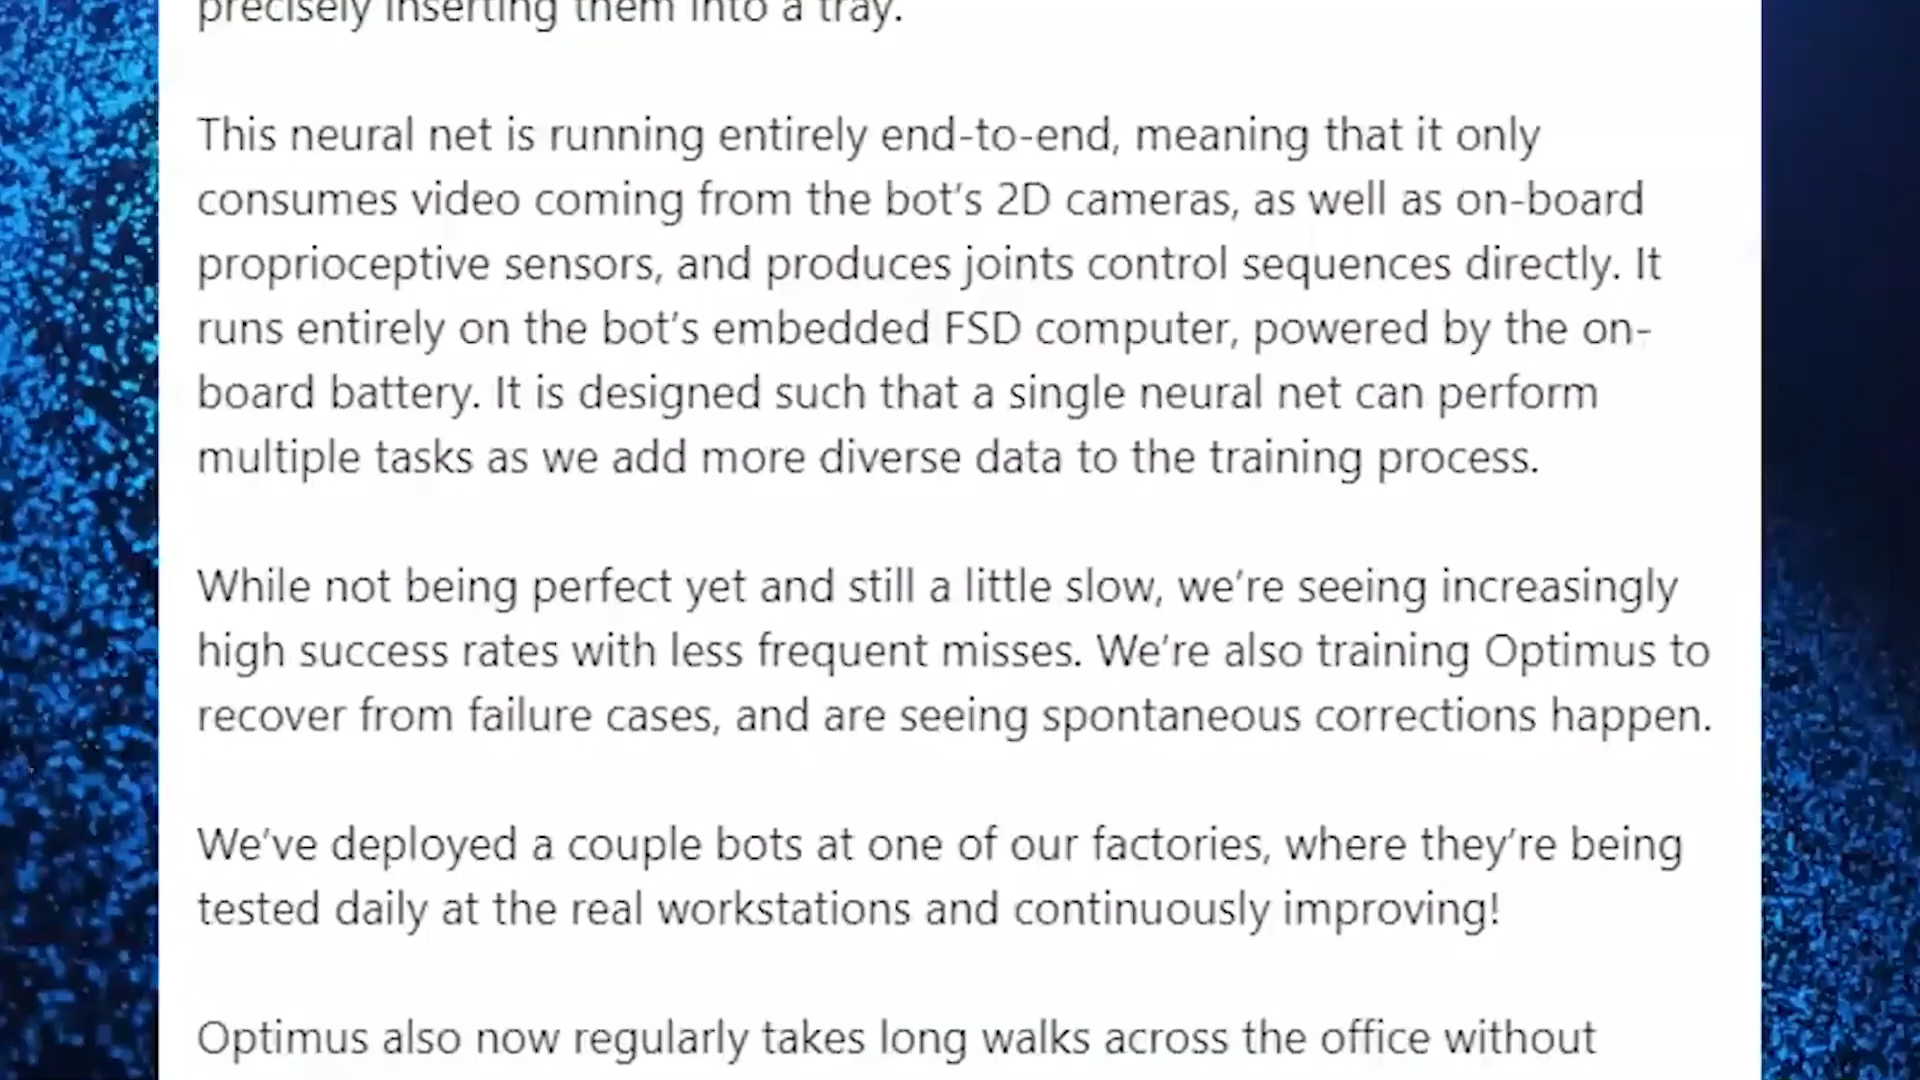 precisely inserting them into a tray.
This neural net is running entirely end-to-end, meaning that it only
consumes video coming from the bot’s 2D cameras, as well as on-board
proprioceptive sensors, and produces joints control sequences directly. It
runs entirely on the bot’s embedded FSD computer, powered by the on-
board battery. It is designed such that a single neural net can perform
multiple tasks as we add more diverse data to the training process.
While not being perfect yet and still a little slow, we’re seeing increasingly
high success rates with less frequent misses. We’re also training Optimus to
recover from failure cases, and are seeing spontaneous corrections happen.
We’ve deployed a couple bots at one of our factories, where they’re being
tested daily at the real workstations and continuously improving!
Optimus also now regularly takes long walks across the office without